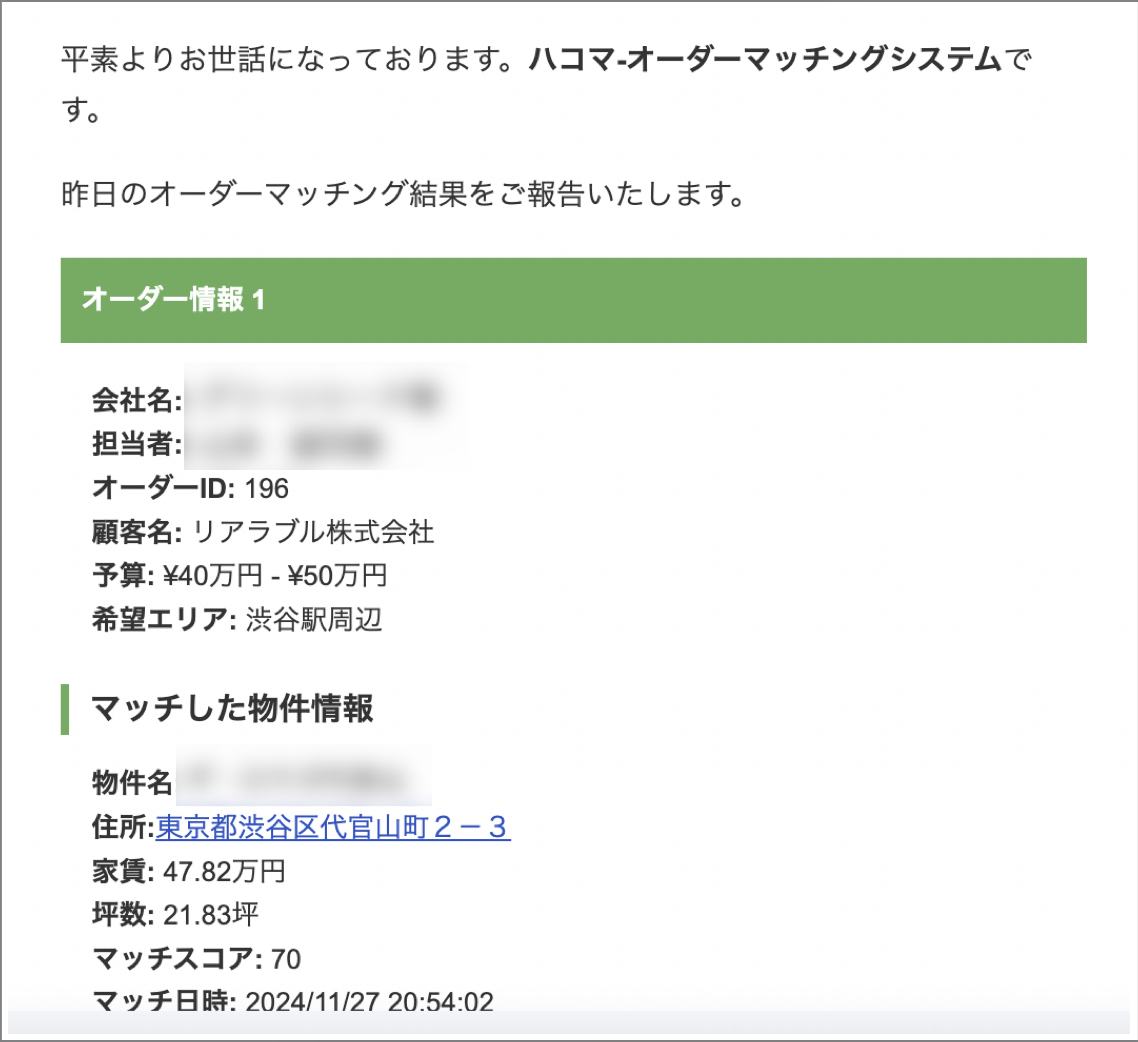 平素よりお世話になっております。ハコマ-オーダーマッチングシステムで
す。
昨日のオーダーマッチング結果をご報告いたします。
オーダー情報 1
会社名:
担当者:
オーダーID: 196
顧客名: リアラブル株式会社
予算: ¥40万円 - ¥50万円
希望エリア: 渋谷駅周辺
マッチした物件情報
物件名
住所:東京都渋谷区代官山町２－３
家賃: 47.82万円
坪数: 21.83坪
マッチスコア: 70
マッチ日時: 2024/11/27 20:54:02